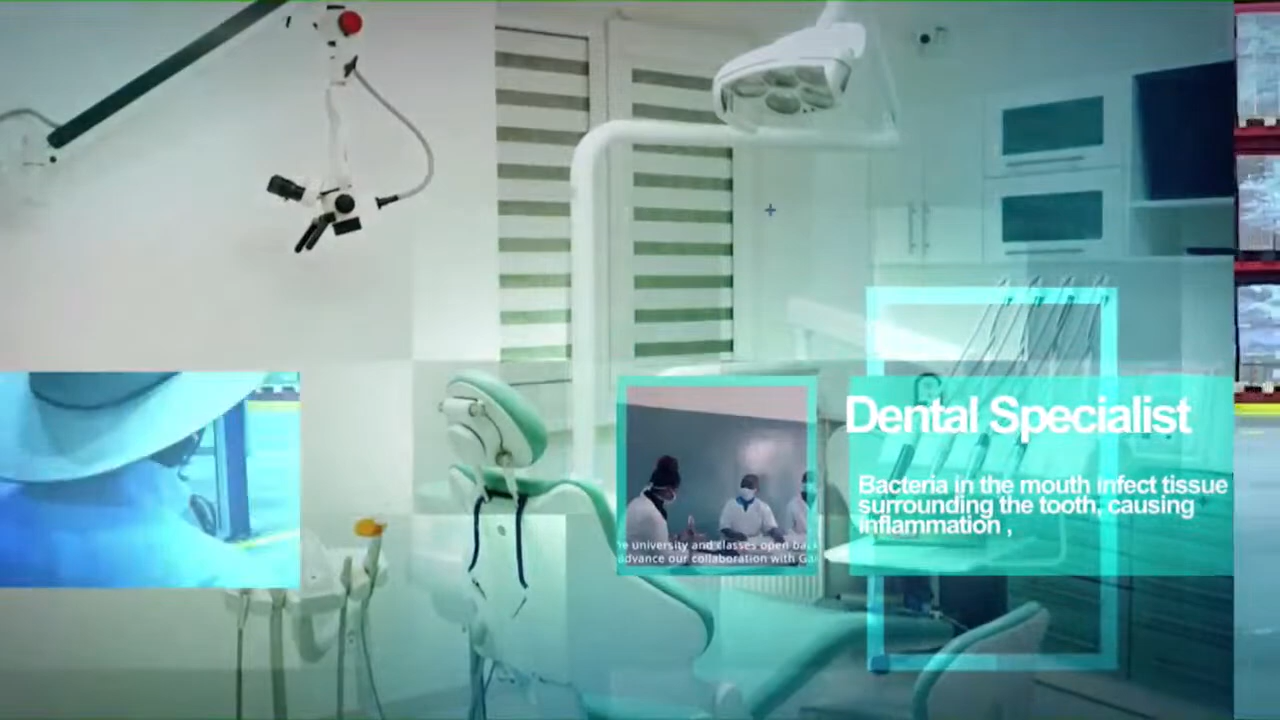 Dental Specialist
Bacteria in the mouth infect tissue
surrounding the tooth, causing
inflammation ,
university and classes open
advance our collaboration with